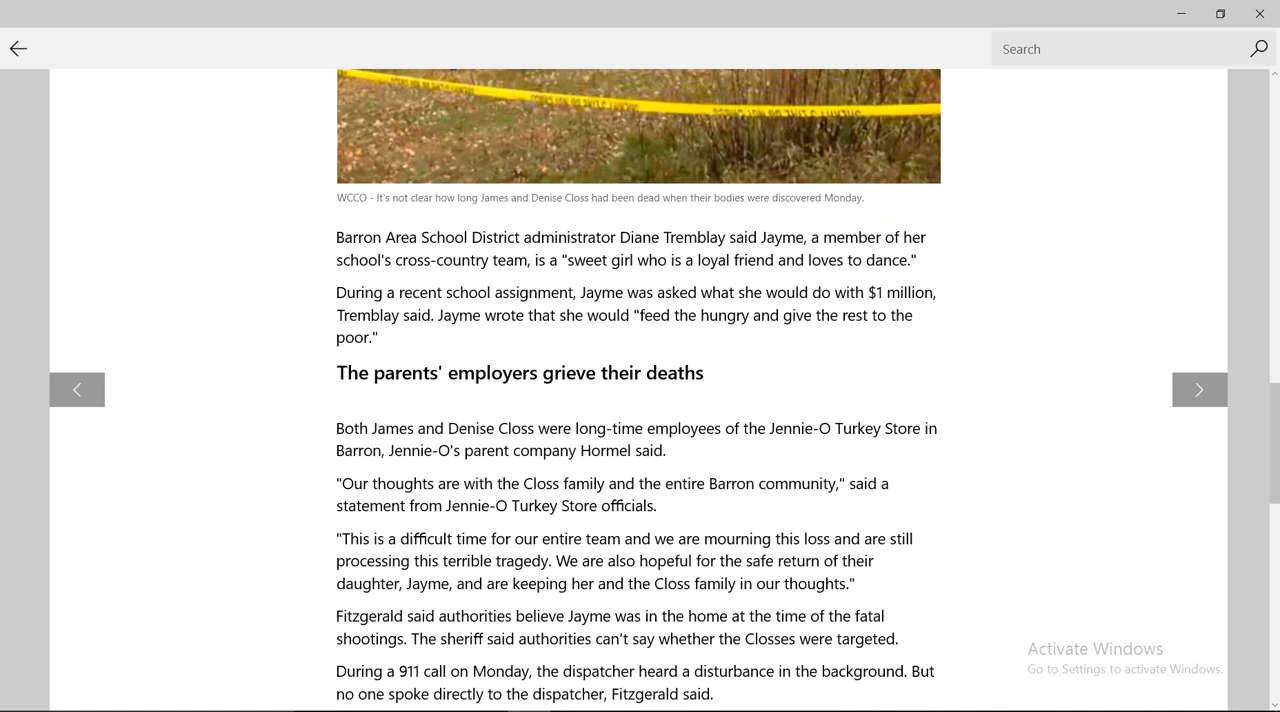 Search
WCCO - It's not clear how long James and Denise Closs had been dead when their bodies were discovered Monday.
Barron Area School District administrator Diane Tremblay said Jayme, a member of her
school's cross-country team, is a "sweet girl who is a loyal friend and loves to dance."
During a recent school assignment, Jayme was asked what she would do with $1 million,
Tremblay said. Jayme wrote that she would "feed the hungry and give the rest to the
poor."
The parents' employers grieve their deaths
Both James and Denise Closs were long-time employees of the Jennie-O Turkey Store in
Barron, Jennie-O's parent company Hormel said.
"Our thoughts are with the Closs family and the entire Barron community," said a
statement from Jennie-O Turkey Store officials.
"This is a difficult time for our entire team and we are mourning this loss and are still
processing this terrible tragedy. We are also hopeful for the safe return of their
daughter, Jayme, and are keeping her and the Closs family in our thoughts."
Fitzgerald said authorities believe Jayme was in the home at the time of the fatal
shootings. The sheriff said authorities can't say whether the Closses were targeted.
During a 911 call on Monday, the dispatcher heard a disturbance in the background. But
no one spoke directly to the dispatcher, Fitzgerald said.
Activate Windows
Go to Settings to activate Windows.